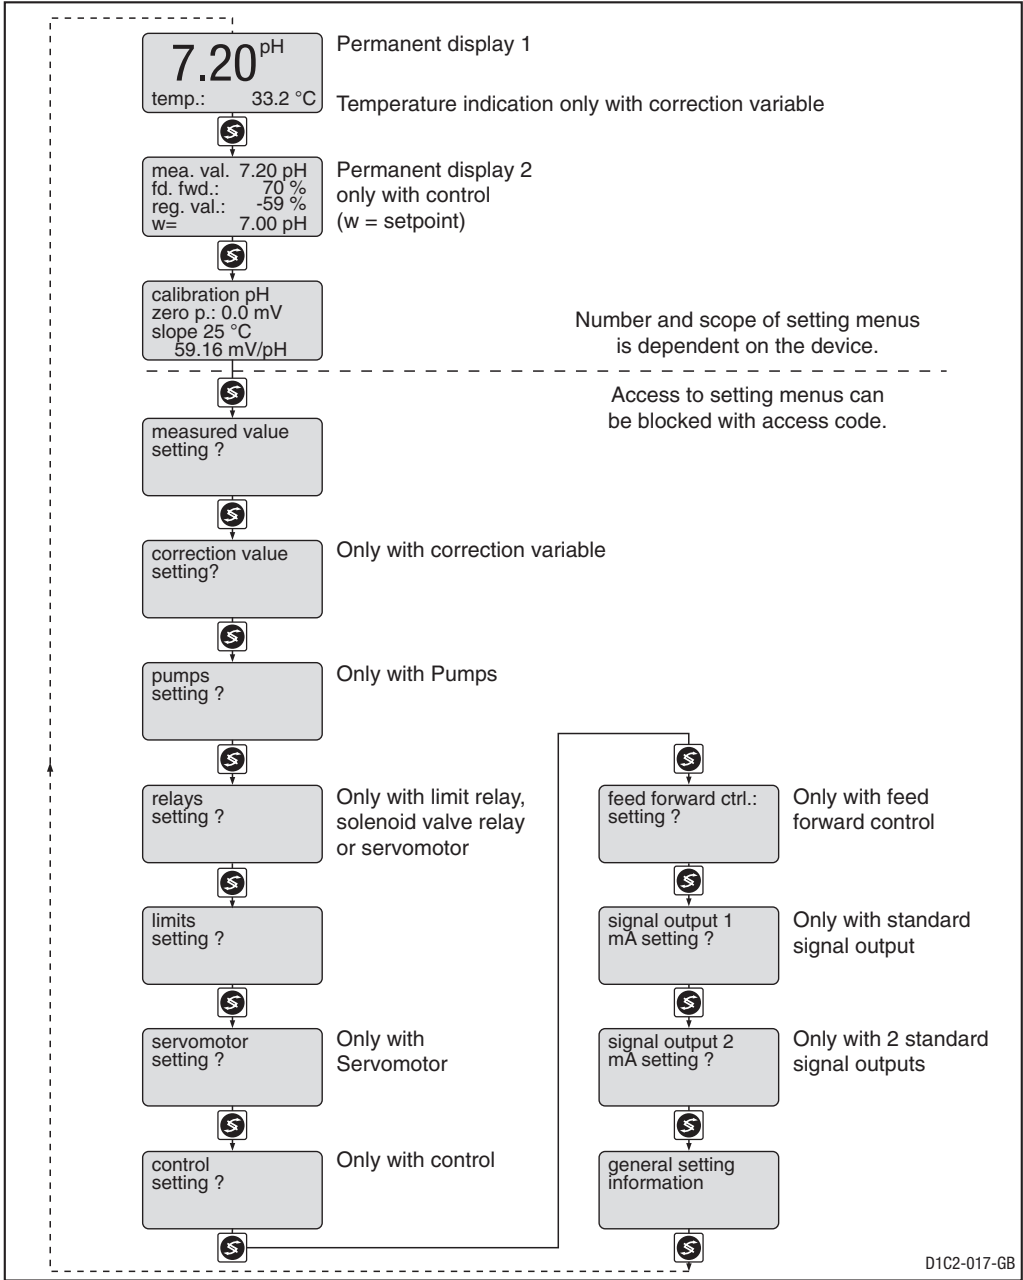 7.20 pH
temp.: 33.2 °C
Permanent display 1
Temperature indication only with correction variable
mea. val. 7.20 pH
fd. fwd.: 70 %
reg. val.: -59 %
w= 7.00 pH
Permanent display 2
only with control
(w = setpoint)
calibration pH
zero p.: 0.0 mV
slope 25 °C
59.16 mV/pH
Number and scope of setting menus
is dependent on the device.
Access to setting menus can
be blocked with access code.
measured value
setting ?
correction value
setting?
Only with correction variable
pumps
setting ?
Only with Pumps
relays
setting ?
Only with limit relay,
solenoid valve relay
or servomotor
limits
setting ?
servomotor
setting ?
Only with
Servomotor
control
setting ?
Only with control
feed forward ctrl.:
setting ?
Only with feed
forward control
signal output 1
mA setting ?
Only with standard
signal output
signal output 2
mA setting ?
Only with 2 standard
signal outputs
general setting
information
D1C2-017-GB